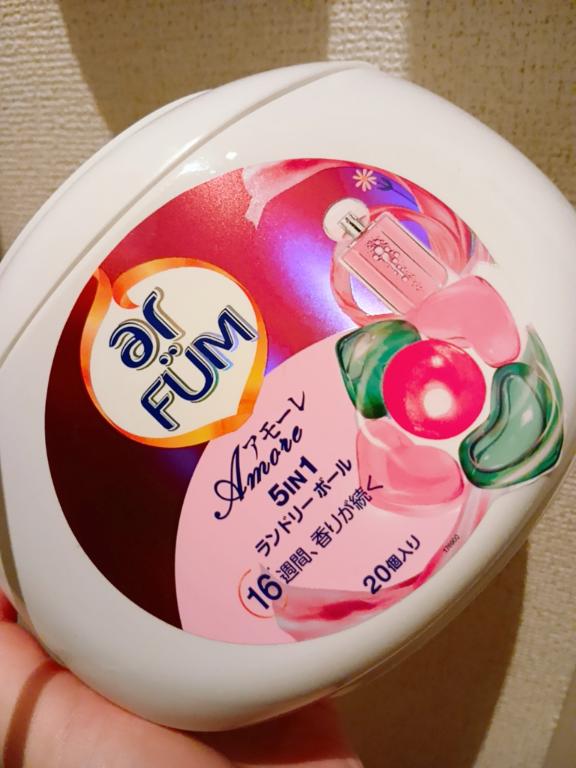 ar
FÜM
アモーレ
Amore
5IN1
ランドリー ボール
16週間、香りが続く
20個入り